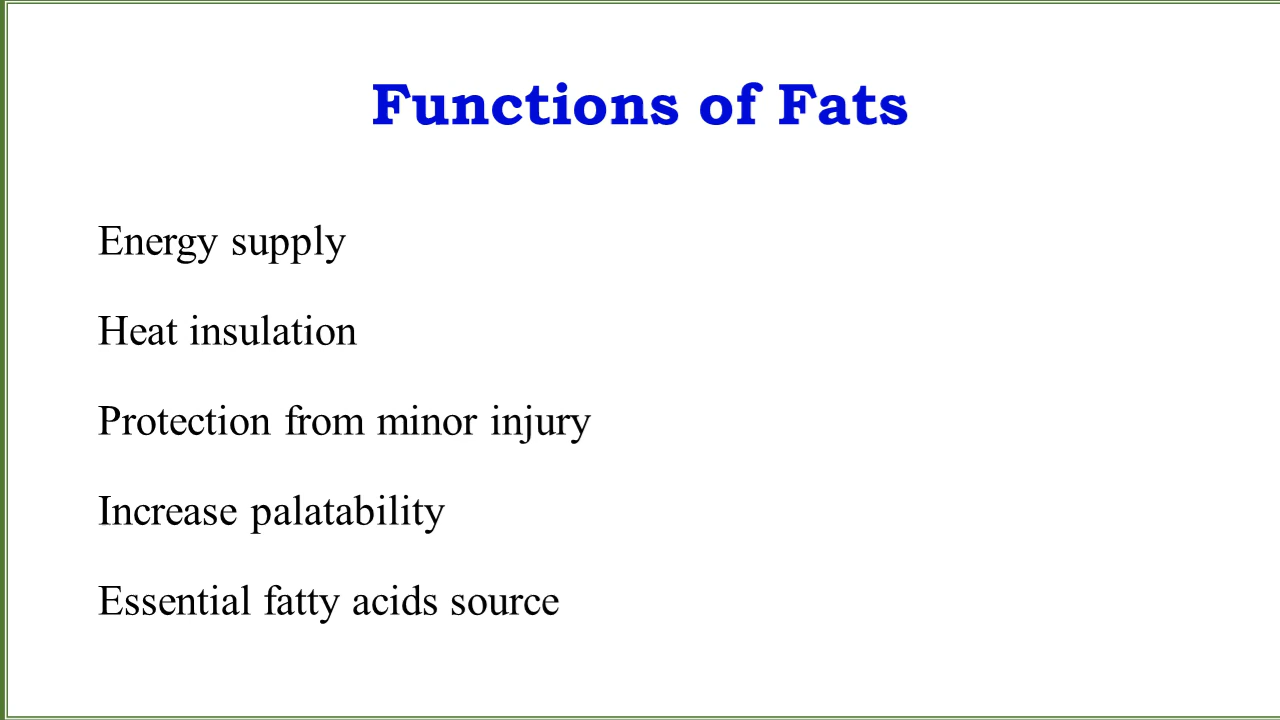 Functions of Fats
Energy supply
Heat insulation
Protection from minor injury
Increase palatability
Essential fatty acids source